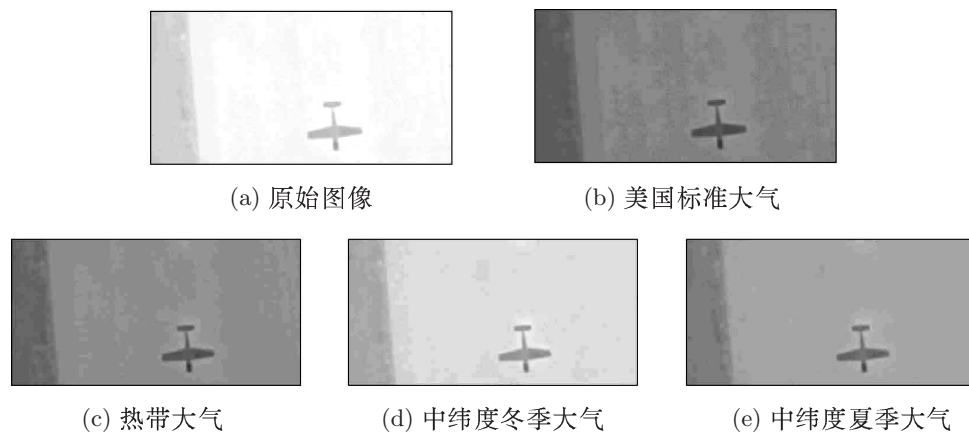 (a) 原始图像
(b) 美国标准大气
(c) 热带大气
(d) 中纬度冬季大气
(e) 中纬度夏季大气